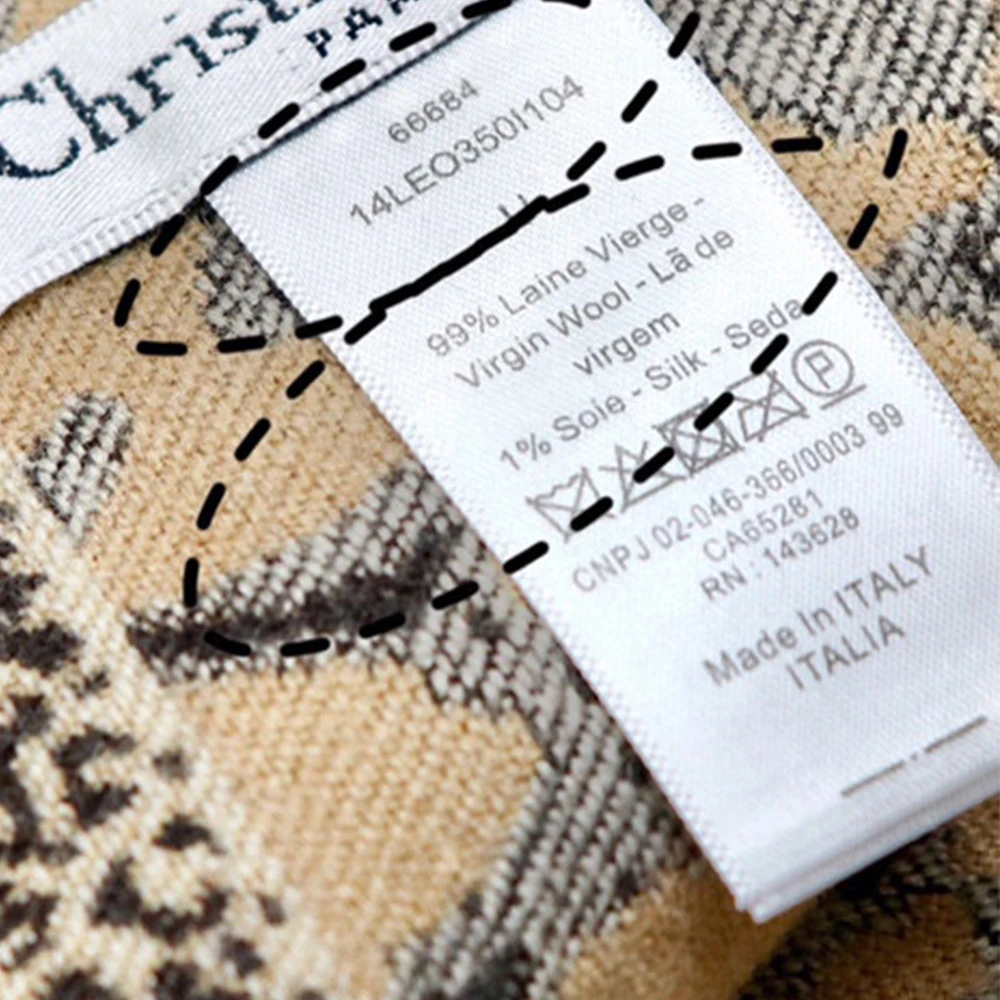 Christ
PAR
66684
14LEO350I104
U
99% Laine Vierge -
Virgin Wool - Lã de
virgem
1% Soie - Silk - Seda
P
CNPJ 02-046-366/0003 99
CA65281
RN : 143628
Made In ITALY
ITALIA